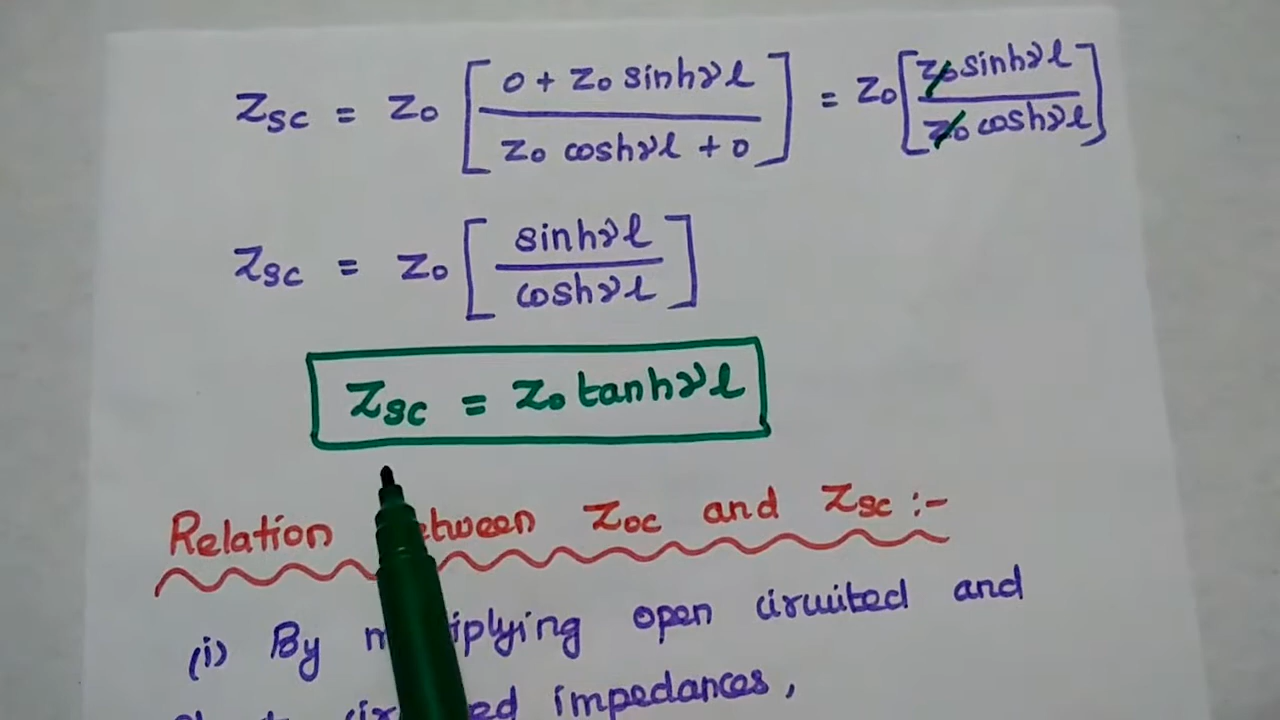 Zsc = Z0 [ 0 + Z0 sinhγl / Z0 coshγl + 0 ] = Z0 [ Z0 sinhγl / Z0 coshγl ]
Zsc = Z0 [ sinhγl / coshγl ]
Zsc = Z0 tanhγl
Relation Zoc and Zsc :-
(i) By open ciruited and
impedances,